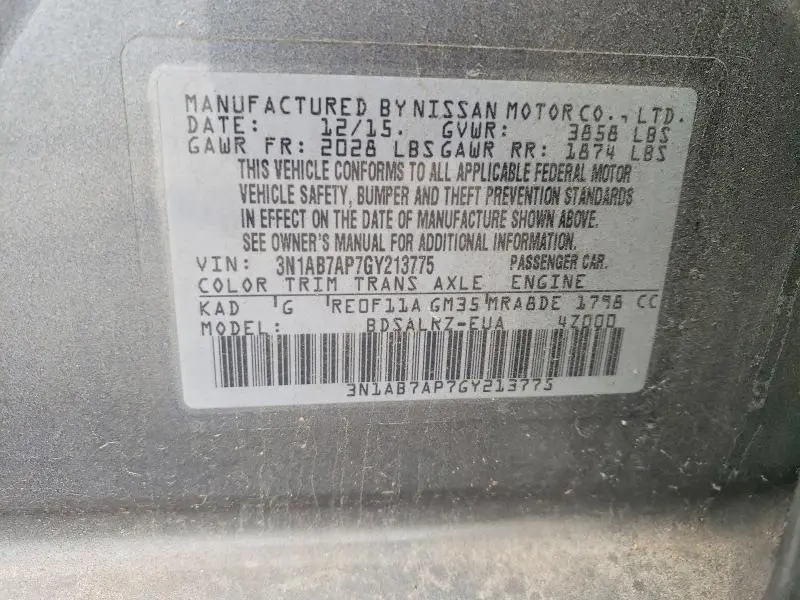 MANUFACTURED BY NISSAN MOTOR CO., LTD.
DATE: 12/15. GVWR: 3858 LBS
GAWR FR: 2028 LBS GAWR RR: 1874 LBS
THIS VEHICLE CONFORMS TO ALL APPLICABLE FEDERAL MOTOR
VEHICLE SAFETY, BUMPER AND THEFT PREVENTION STANDARDS
IN EFFECT ON THE DATE OF MANUFACTURE SHOWN ABOVE.
SEE OWNER'S MANUAL FOR ADDITIONAL INFORMATION.
VIN: 3N1AB7AP7GY213775 PASSENGER CAR.
COLOR TRIM TRANS AXLE ENGINE
KAD G RE0F11A GM35 MRA8DE 1798 CC
MODEL: BDSALRZ-EUA 4Z000
3N1AB7AP7GY213775